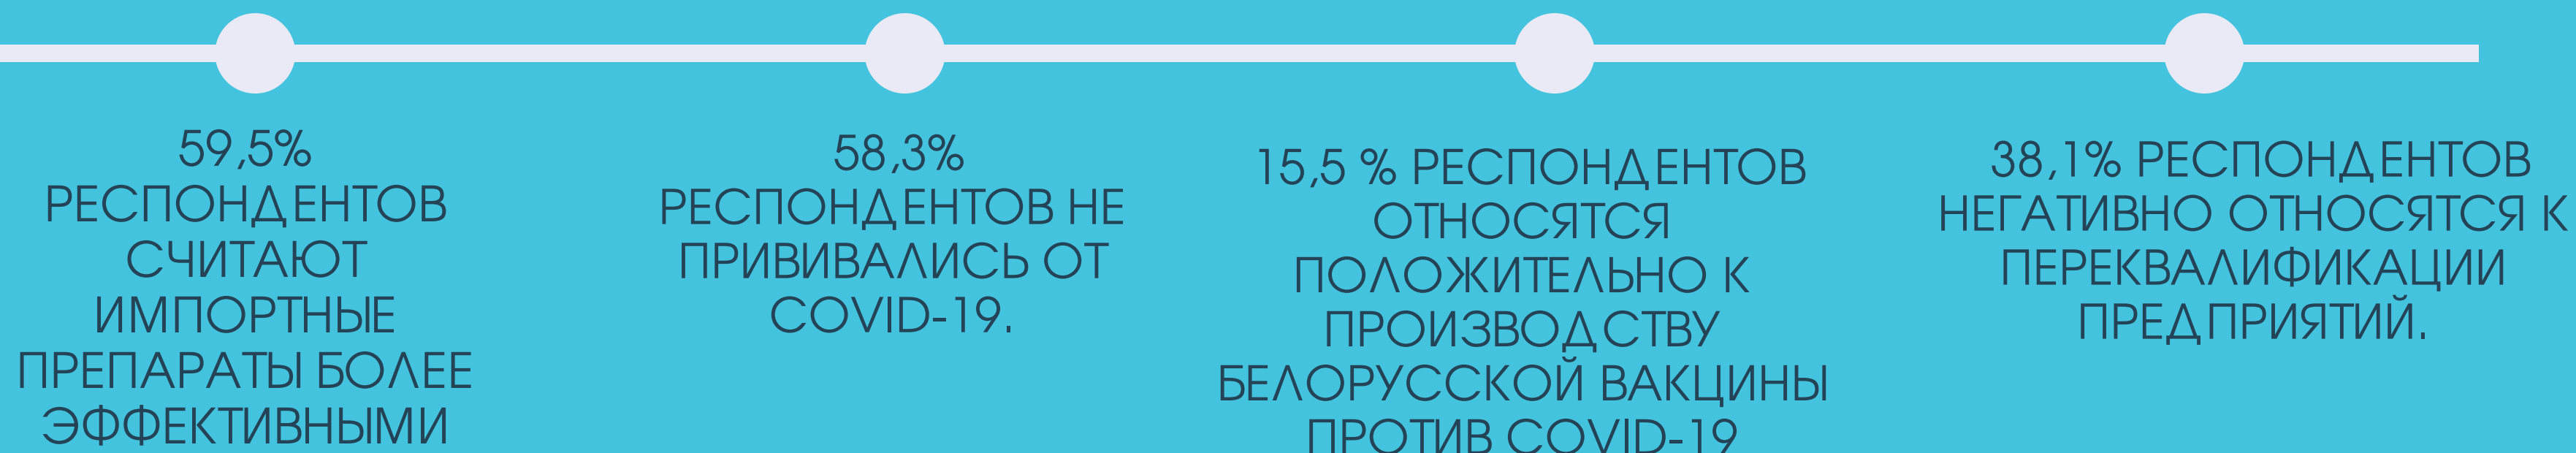 59,5%
РЕСПОНДЕНТОВ
СЧИТАЮТ
ИМПОРТНЫЕ
ПРЕПАРАТЫ БОЛЕЕ
ЭФФЕКТИВНЫМИ
58,3%
РЕСПОНДЕНТОВ НЕ
ПРИВИВАЛИСЬ ОТ
COVID-19.
15,5 % РЕСПОНДЕНТОВ
ОТНОСЯТСЯ
ПОЛОЖИТЕЛЬНО К
ПРОИЗВОДСТВУ
БЕЛОРУССКОЙ ВАКЦИНЫ
ПРОТИВ COVID-19
38,1% РЕСПОНДЕНТОВ
НЕГАТИВНО ОТНОСЯТСЯ К
ПЕРЕКВАЛИФИКАЦИИ
ПРЕДПРИЯТИЙ.